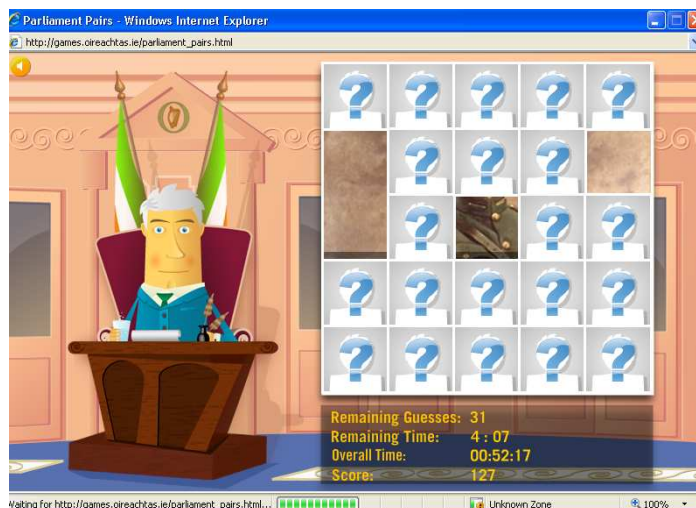 Parliament Pairs - Windows Internet Explorer
http://games.oireachtas.ie/parliament_pairs.html
? ? ? ? ?
? ? ?
? ? ?
? ? ? ? ?
? ? ? ? ?
Remaining Guesses: 31
Remaining Time: 4 : 07
Overall Time: 00:52:17
Score: 127
Waiting for http://games.oireachtas.ie/parliament_pairs.html... Unknown Zone 100%